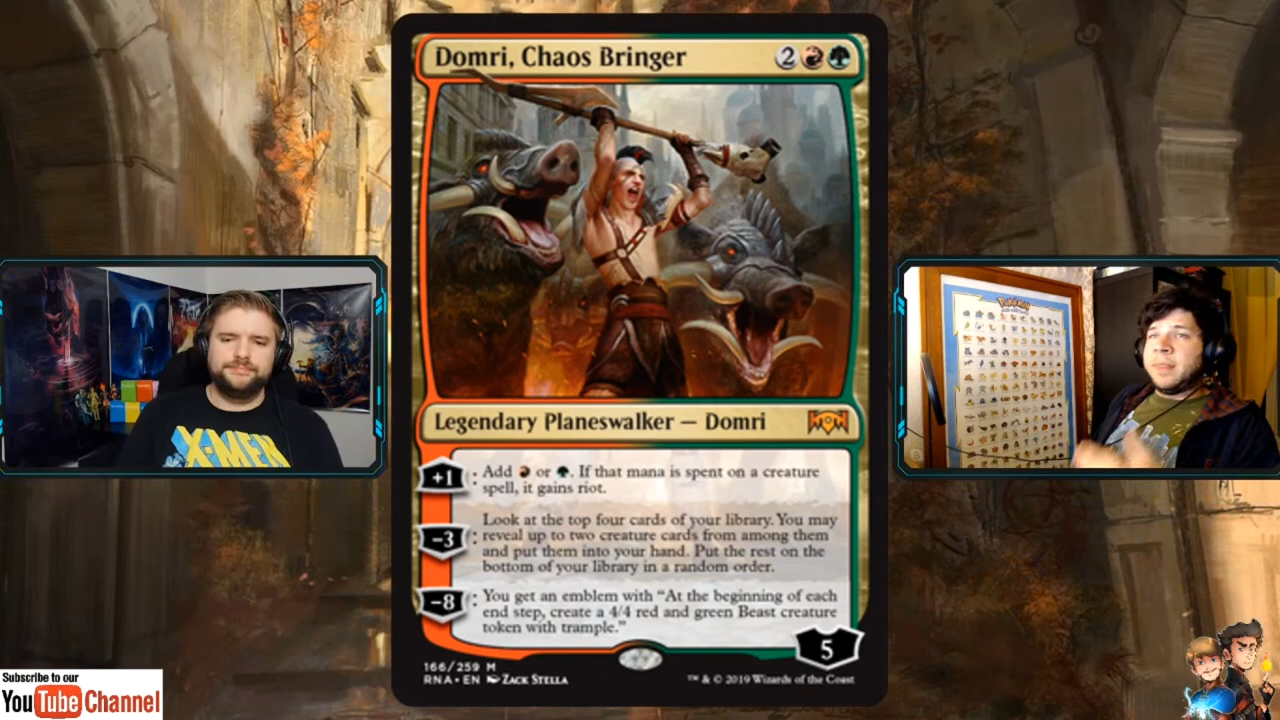 Domri, Chaos Bringer 2
Legendary Planeswalker — Domri
+1 : Add or . If that mana is spent on a creature
spell, it gains riot.
Look at the top four cards of your library. You may
-3 : reveal up to two creature cards from among them
and put them into your hand. Put the rest on the
bottom of your library in a random order.
-8 : You get an emblem with “At the beginning of each
end step, create a 4/4 red and green Beast creature
token with trample.”
5
166/259 M
RNA • EN Zack Stella
™ & © 2019 Wizards of the Coast
X-MEN
POKÉMON
Subscribe to our
YouTube Channel